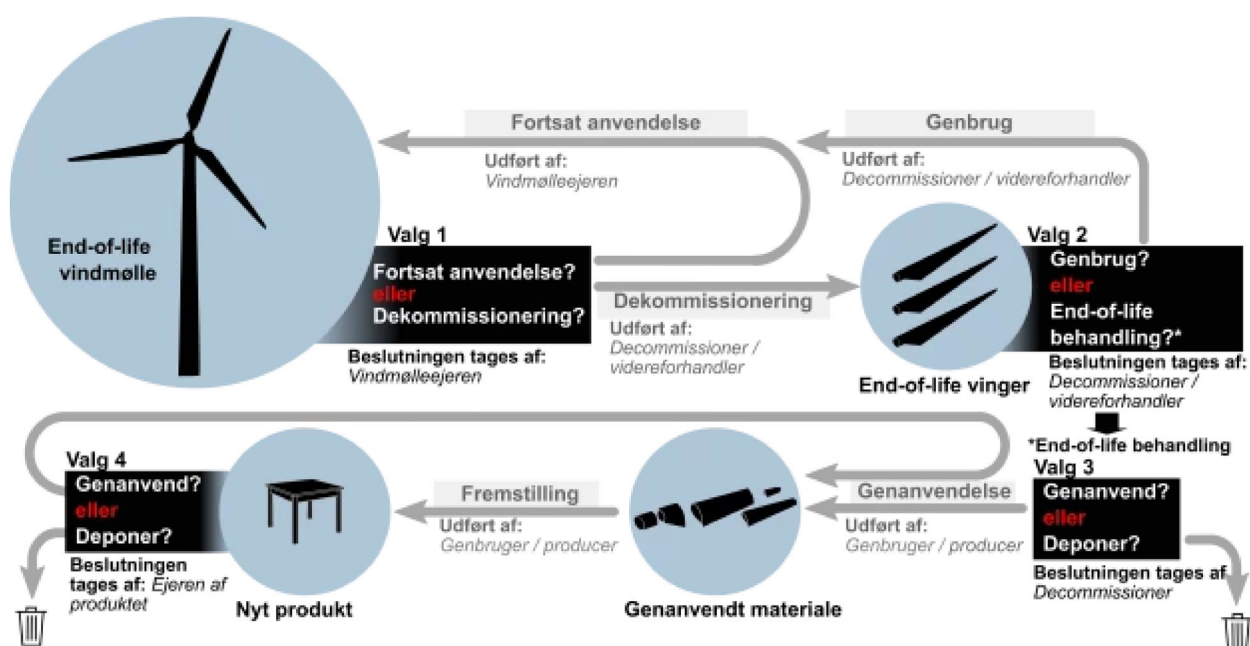 End-of-life
vindmølle
Fortsat anvendelse
Udført af:
Vindmølleejeren
Valg 1
Fortsat anvendelse?
eller
Dekommissionering?
Beslutningen tages af:
Vindmølleejeren
Dekommissionering
Udført af:
Decommissioner /
videreforhandler
Genbrug
Udført af:
Decommissioner / videreforhandler
End-of-life vinger
Valg 2
Genbrug?
eller
End-of-life
behandling?*
Beslutningen tages af:
Decommissioner /
videreforhandler
*End-of-life behandling
Valg 3
Genanvend?
eller
Deponer?
Beslutningen tages af
Decommissioner
Genanvendelse
Udført af:
Genbruger / producer
Genanvendt materiale
Fremstilling
Udført af:
Genbruger / producer
Nyt produkt
Valg 4
Genanvend?
eller
Deponer?
Beslutningen
tages af: Ejeren af
produktet